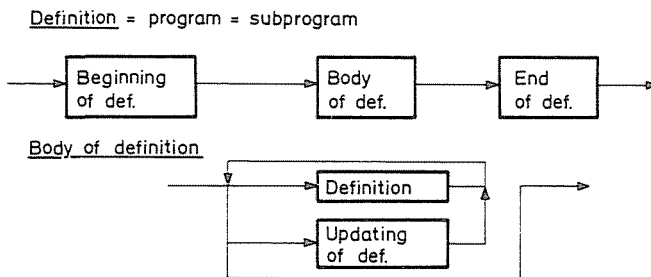 Definition = program = subprogram
Beginning
of def.
Body
of def.
End
of def.
Body of definition
Definition
Updating
of def.